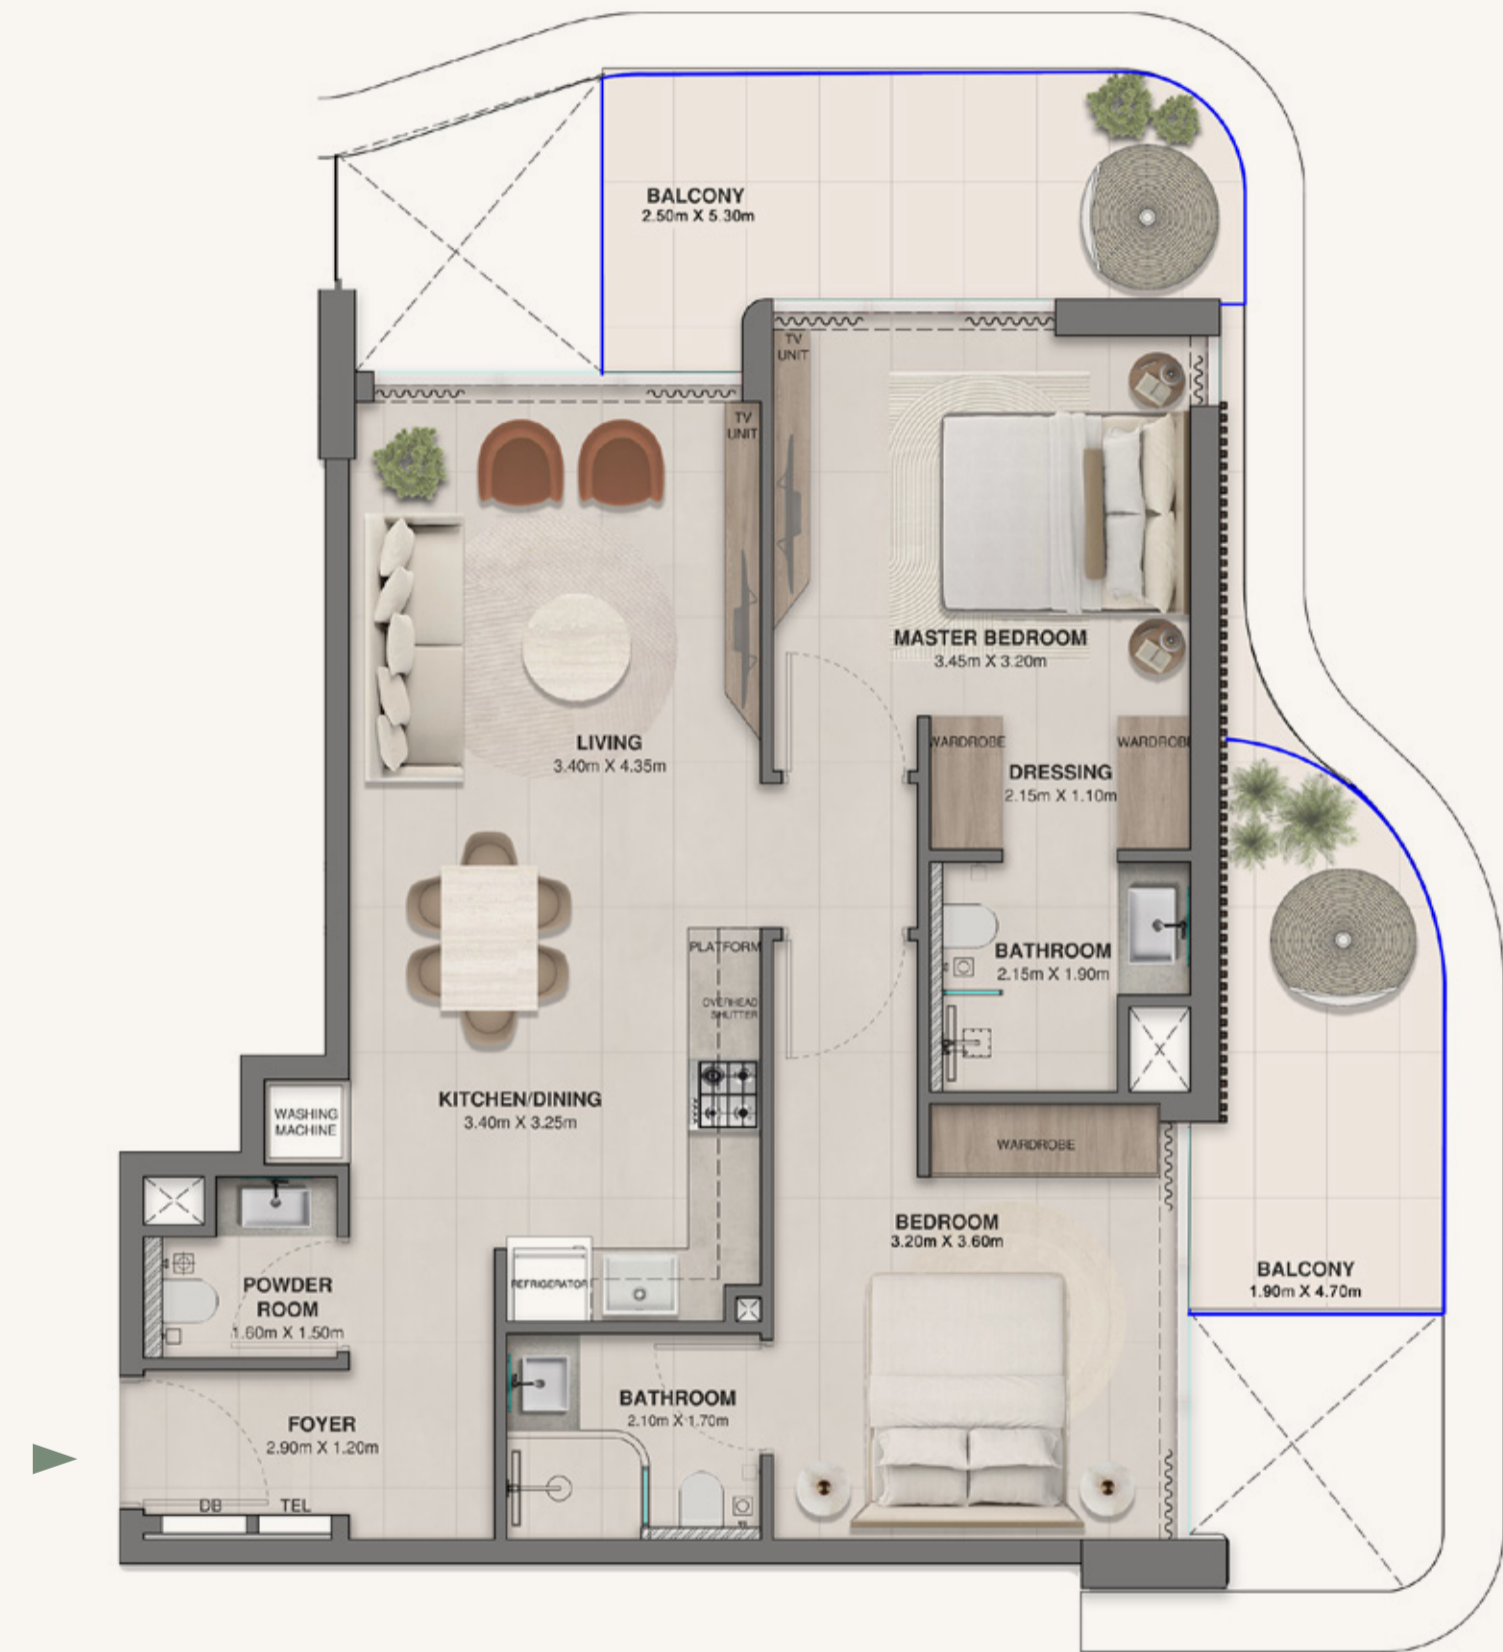 BALCONY
2.50m X 5.30m
TV
UNIT
TV
UNIT
MASTER BEDROOM
3.45m X 3.20m
LIVING
3.40m X 4.35m
WARDROBE
WARDROBE
DRESSING
2.15m X 1.10m
PLATFORM
OVERHEAD
SHUTTER
BATHROOM
2.15m X 1.90m
KITCHEN/DINING
3.40m X 3.25m
WASHING
MACHINE
WARDROBE
BEDROOM
3.20m X 3.60m
POWDER
ROOM
1.60m X 1.50m
REFRIGERATOR
BALCONY
1.90m X 4.70m
BATHROOM
2.10m X 1.70m
FOYER
2.90m X 1.20m
DB
TEL